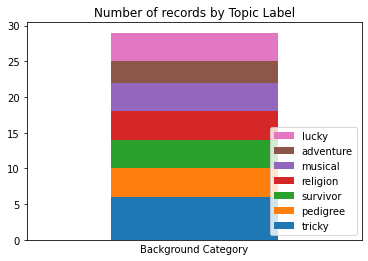 Number of records by Topic Label
30
25
20
15
10
5
0
lucky
adventure
musical
religion
survivor
pedigree
tricky
Background Category